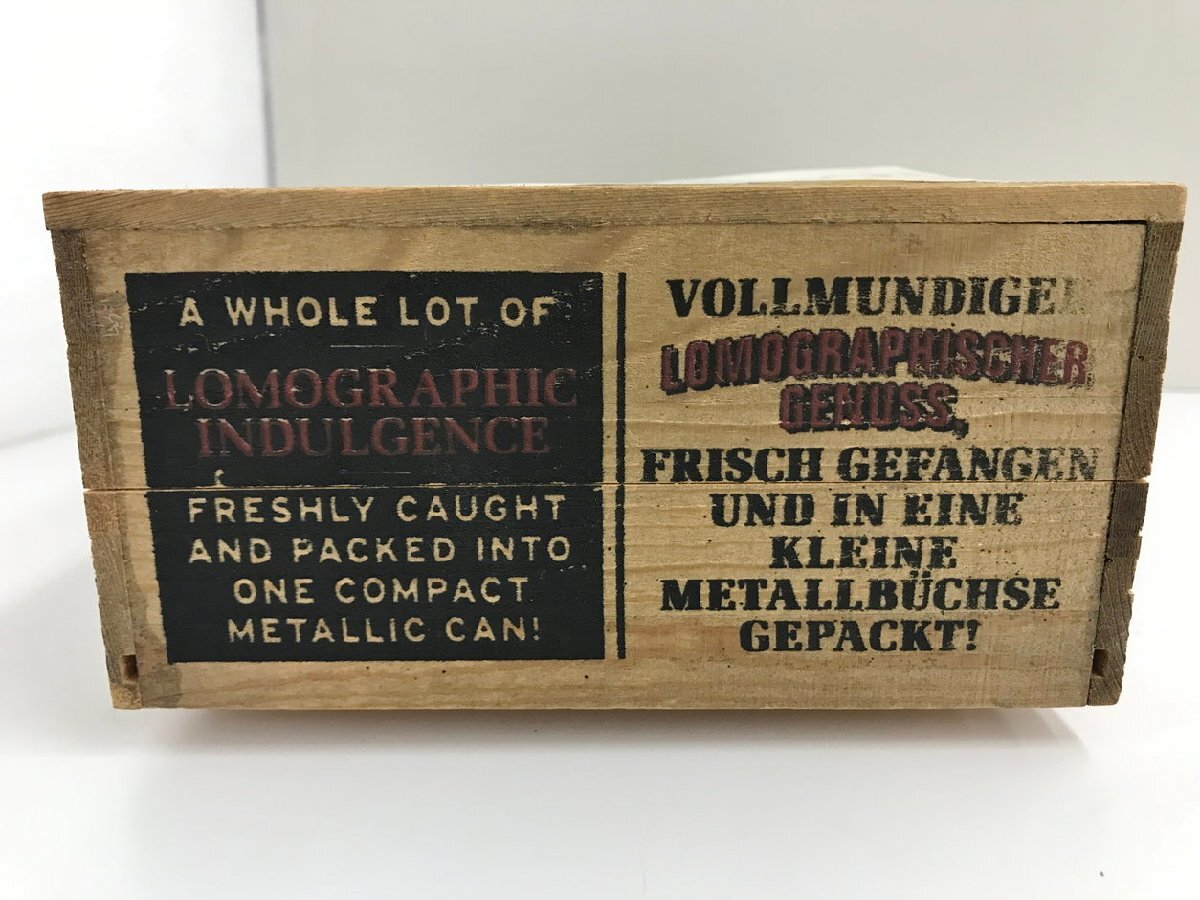 A WHOLE LOT OF
LOMOGRAPHIC
INDULGENCE
FRESHLY CAUGHT
AND PACKED INTO
ONE COMPACT
METALLIC CAN!
VOLLMUNDIGER
LOMOGRAPHISCHER
GENUSS,
FRISCH GEFANGEN
UND IN EINE
KLEINE
METALLBÜCHSE
GEPACKT!